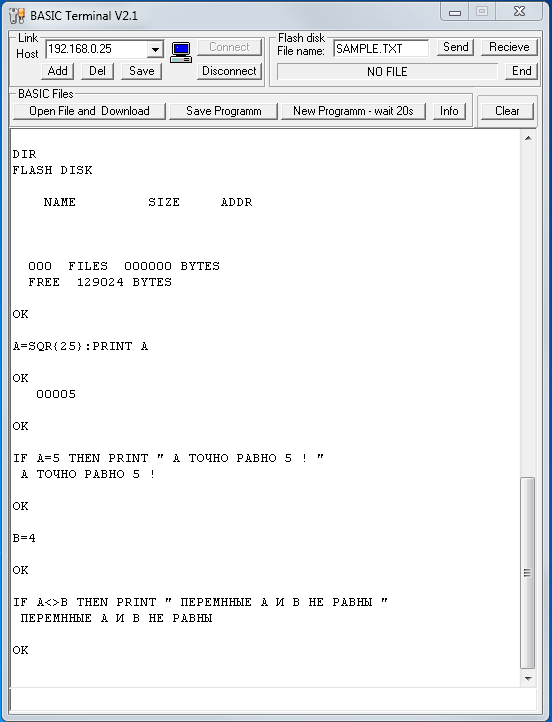 BASIC Terminal V2.1
Link
Host 192.168.0.25 Connect
Add Del Save Disconnect
Flash disk
File name: SAMPLE.TXT Send Recieve
NO FILE End
BASIC Files
Open File and Download Save Programm New Programm - wait 20s Info Clear
DIR
FLASH DISK
NAME SIZE ADDR
000 FILES 000000 BYTES
FREE 129024 BYTES
OK
A=SQR{25}:PRINT A
OK
00005
OK
IF A=5 THEN PRINT " А ТОЧНО РАВНО 5 ! "
А ТОЧНО РАВНО 5 !
OK
B=4
OK
IF A<>B THEN PRINT " ПЕРЕМННЫЕ А И В НЕ РАВНЫ "
ПЕРЕМННЫЕ А И В НЕ РАВНЫ
OK